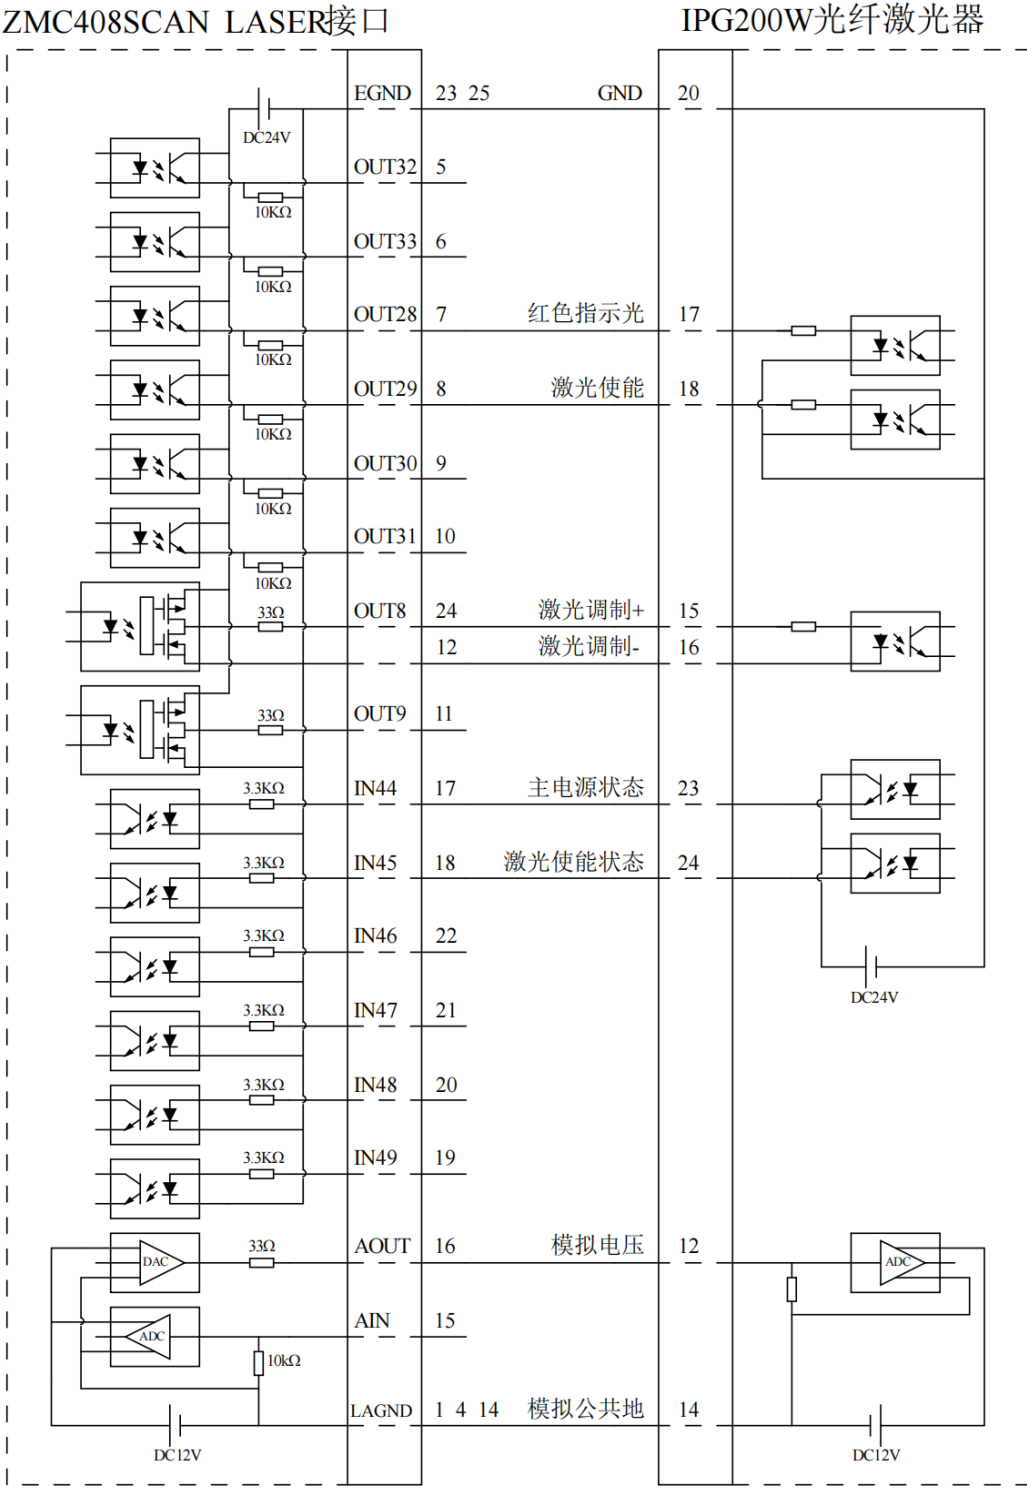 ZMC408SCAN LASER接口 IPG200W光纤激光器
EGND 23 25 GND 20
DC24V
OUT32 5
10KΩ
OUT33 6
10KΩ
OUT28 7 红色指示光 17
10KΩ
OUT29 8 激光使能 18
10KΩ
OUT30 9
10KΩ
OUT31 10
10KΩ
33Ω OUT8 24 激光调制+ 15
12 激光调制- 16
33Ω OUT9 11
3.3KΩ IN44 17 主电源状态 23
3.3KΩ IN45 18 激光使能状态 24
3.3KΩ IN46 22
DC24V
3.3KΩ IN47 21
3.3KΩ IN48 20
3.3KΩ IN49 19
DAC 33Ω AOUT 16 模拟电压 12 ADC
ADC AIN 15
10kΩ
LAGND 1 4 14 模拟公共地 14
DC12V DC12V